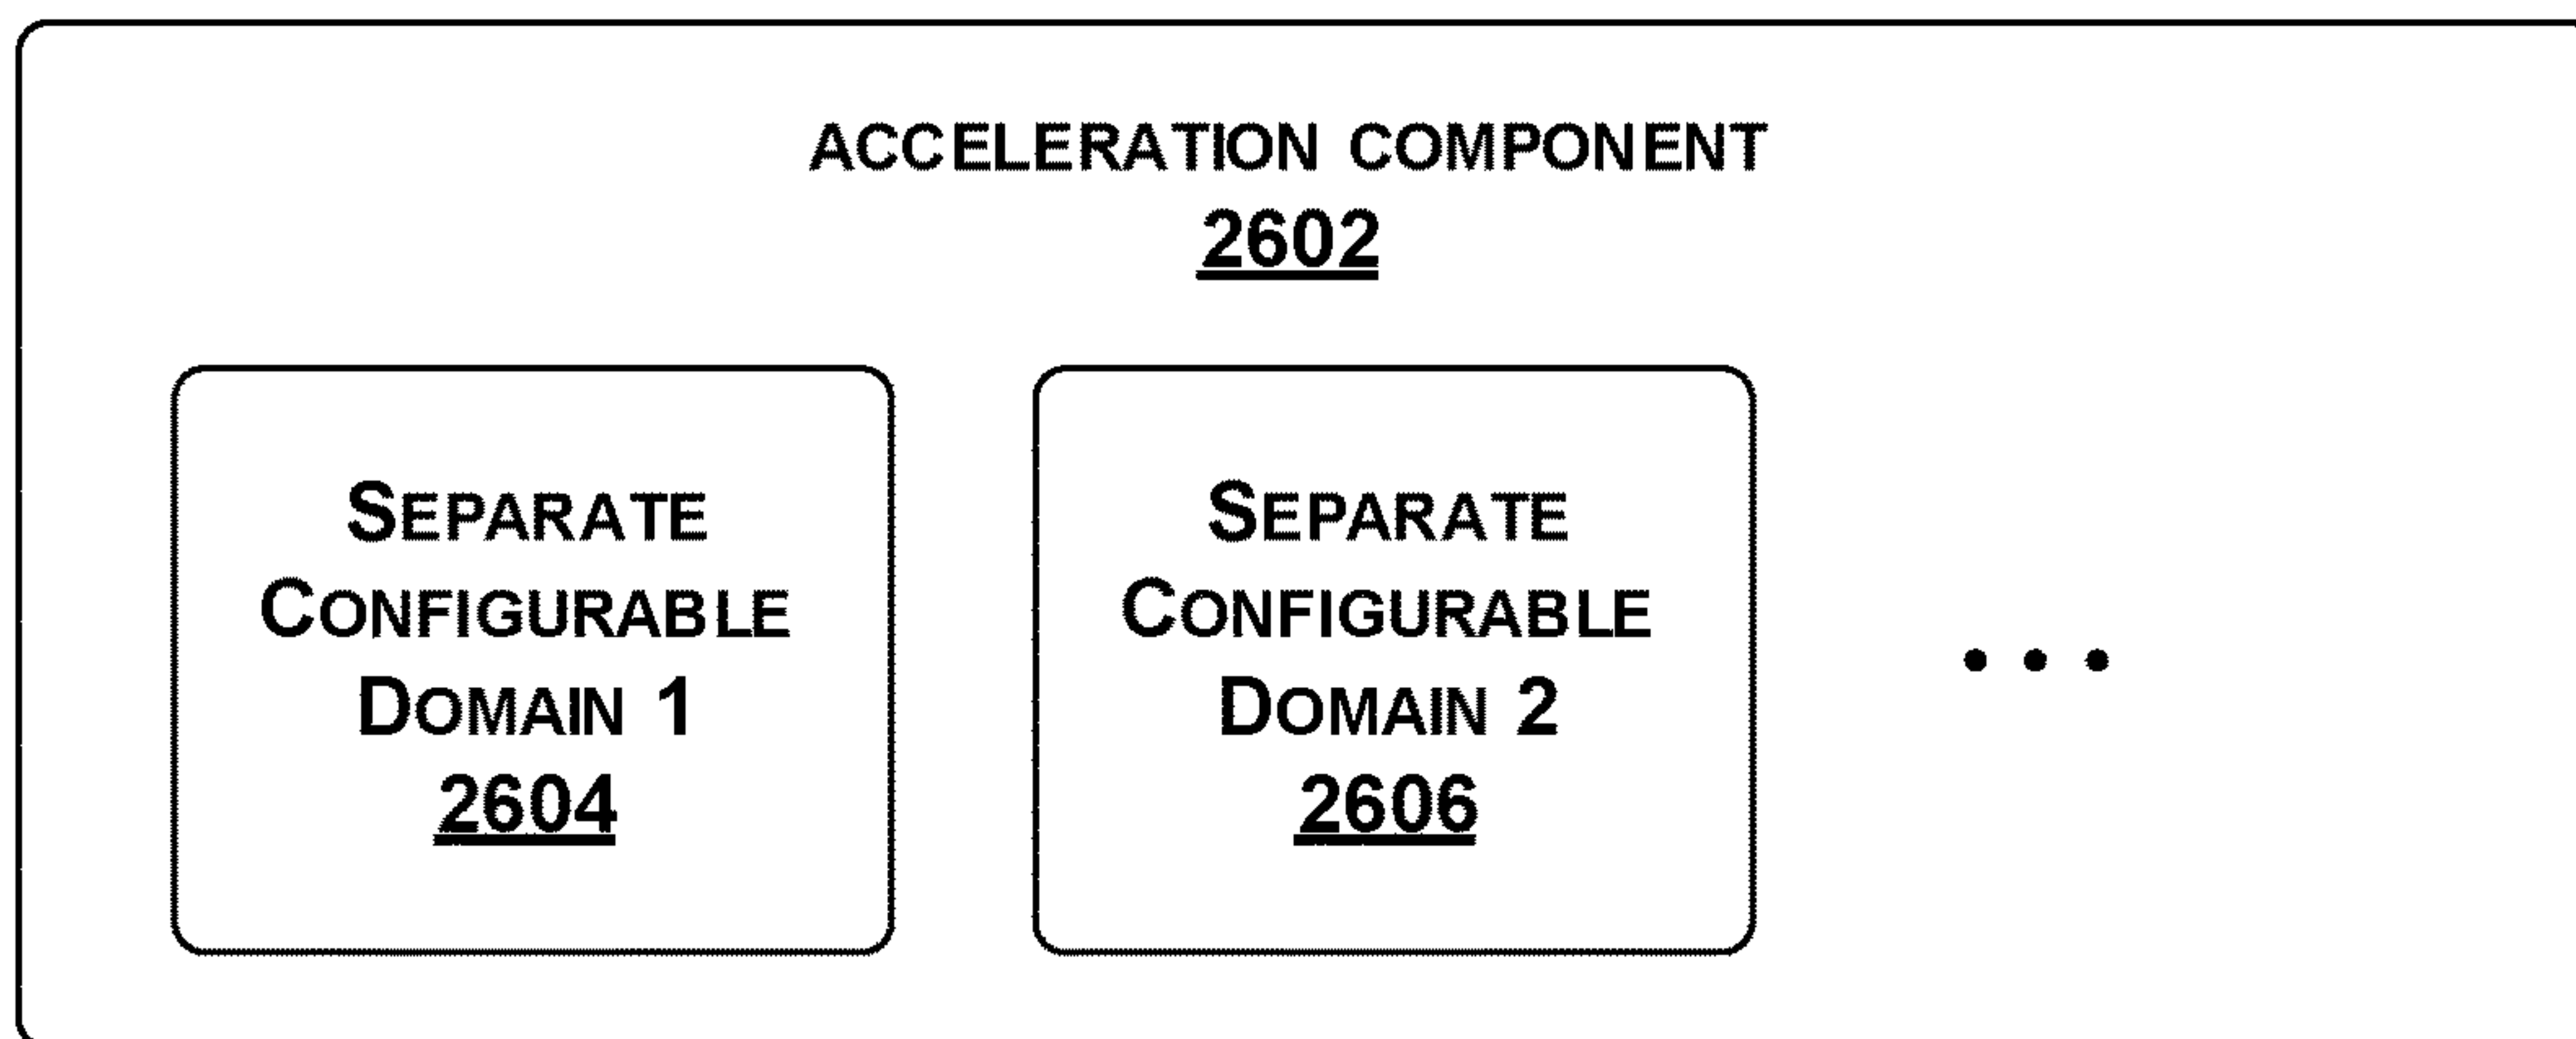 ACCELERATION COMPONENT
2602
SEPARATE
CONFIGURABLE
DOMAIN 1
2604
SEPARATE
CONFIGURABLE
DOMAIN 2
2606
• • •